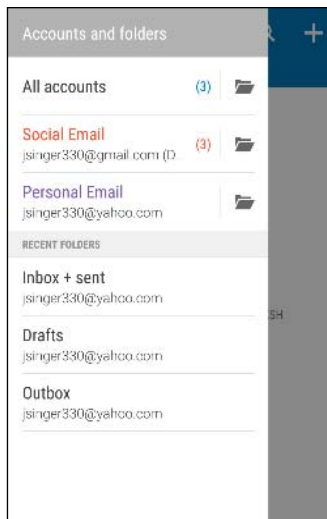 Accounts and folders
All accounts (3)
Social Email (3)
jsinger330@gmail.com (D...
Personal Email
jsinger330@yahoo.com
RECENT FOLDERS
Inbox + sent
jsinger330@yahoo.com
SH
Drafts
jsinger330@yahoo.com
Outbox
jsinger330@yahoo.com